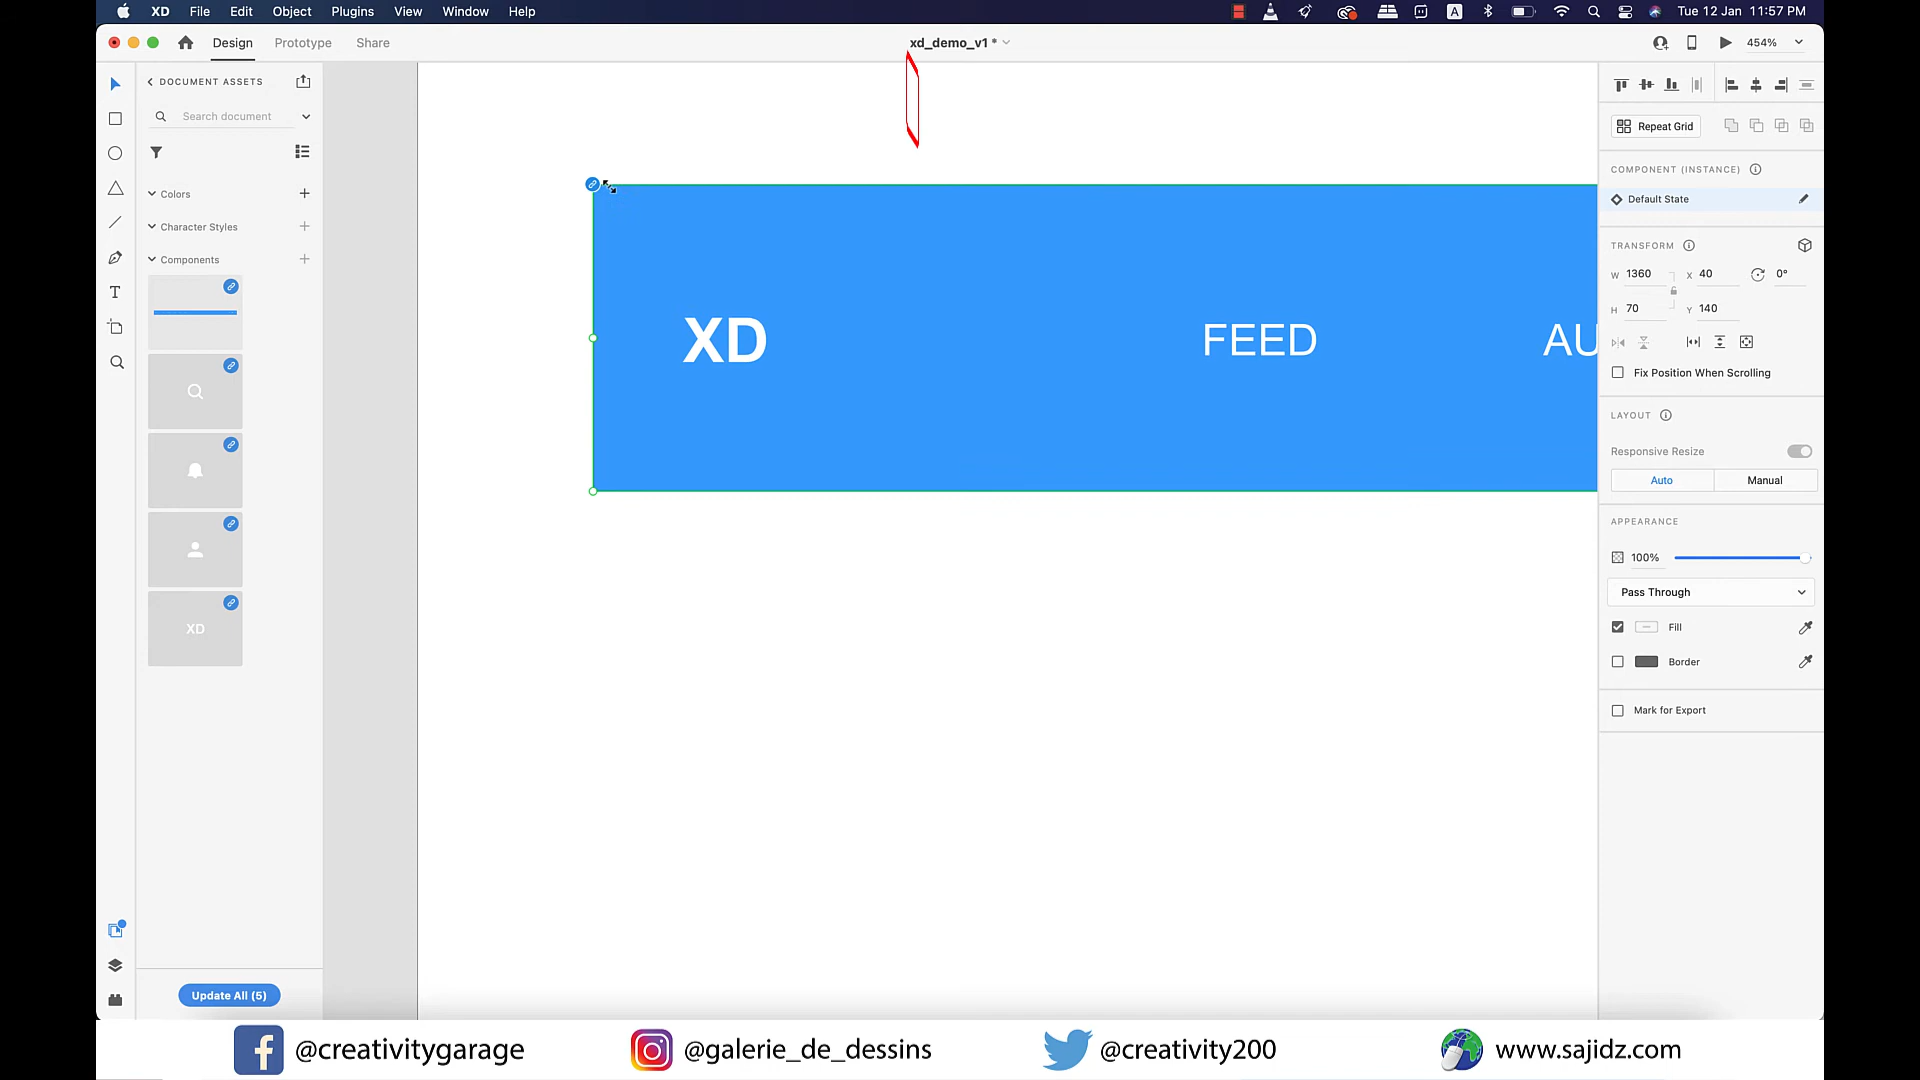 XD File Edit Object Plugins View Window Help
A Tue 12 Jan 11:57 PM
Design Prototype Share
xd_demo_v1 *
454%
DOCUMENT ASSETS
Search document
Colors
Character Styles
Components
XD
Update All (5)
XD FEED AU
Repeat Grid
COMPONENT (INSTANCE)
Default State
TRANSFORM
W 1360 X 40 0°
H 70 Y 140
Fix Position When Scrolling
LAYOUT
Responsive Resize
Auto Manual
APPEARANCE
100%
Pass Through
Fill
Border
Mark for Export
@creativitygarage @galerie_de_dessins @creativity200 www.sajidz.com